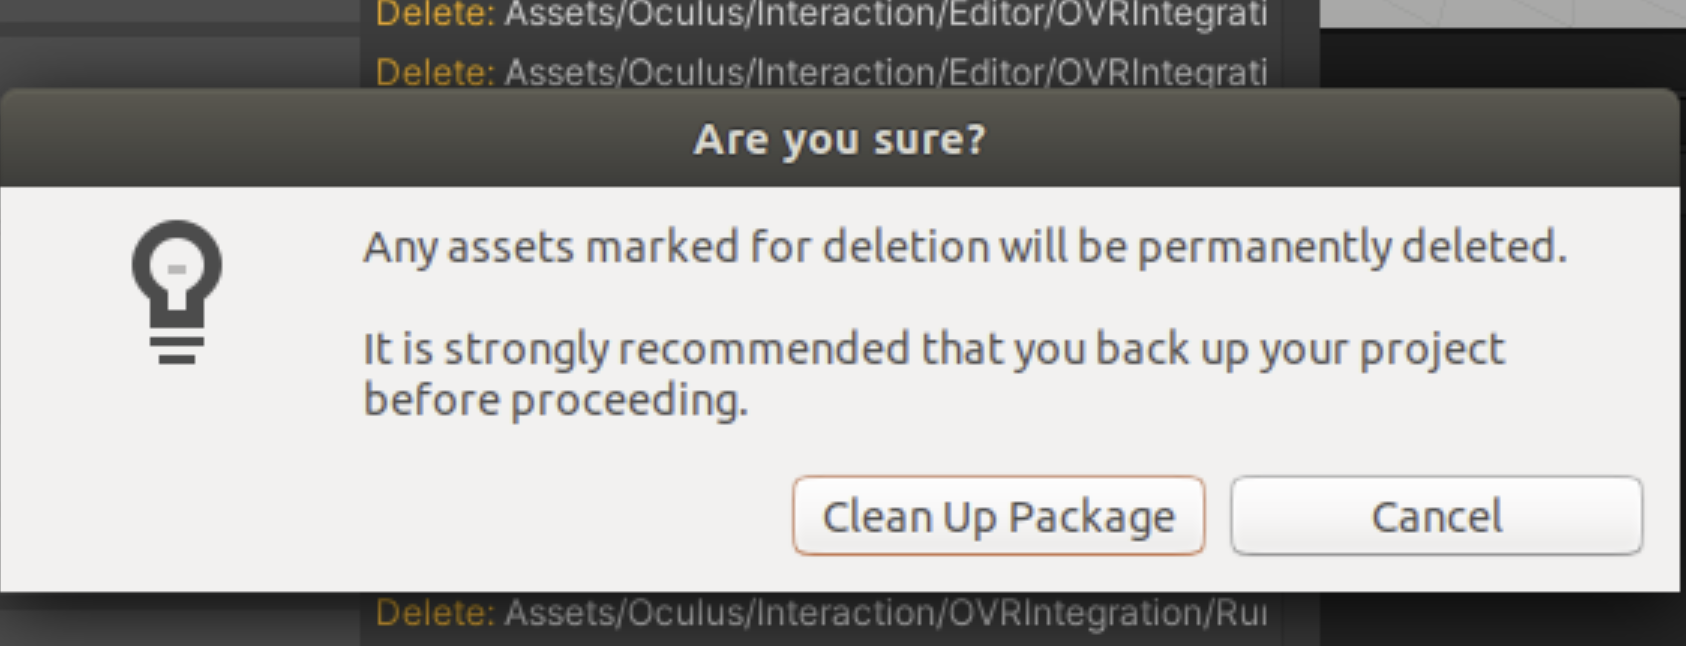 Delete: Assets/Oculus/Interaction/Editor/OVRIntegrati
Delete: Assets/Oculus/Interaction/Editor/OVRIntegrati
Are you sure?
Any assets marked for deletion will be permanently deleted.
It is strongly recommended that you back up your project
before proceeding.
Clean Up Package
Cancel
Delete: Assets/Oculus/Interaction/OVRIntegration/Ru